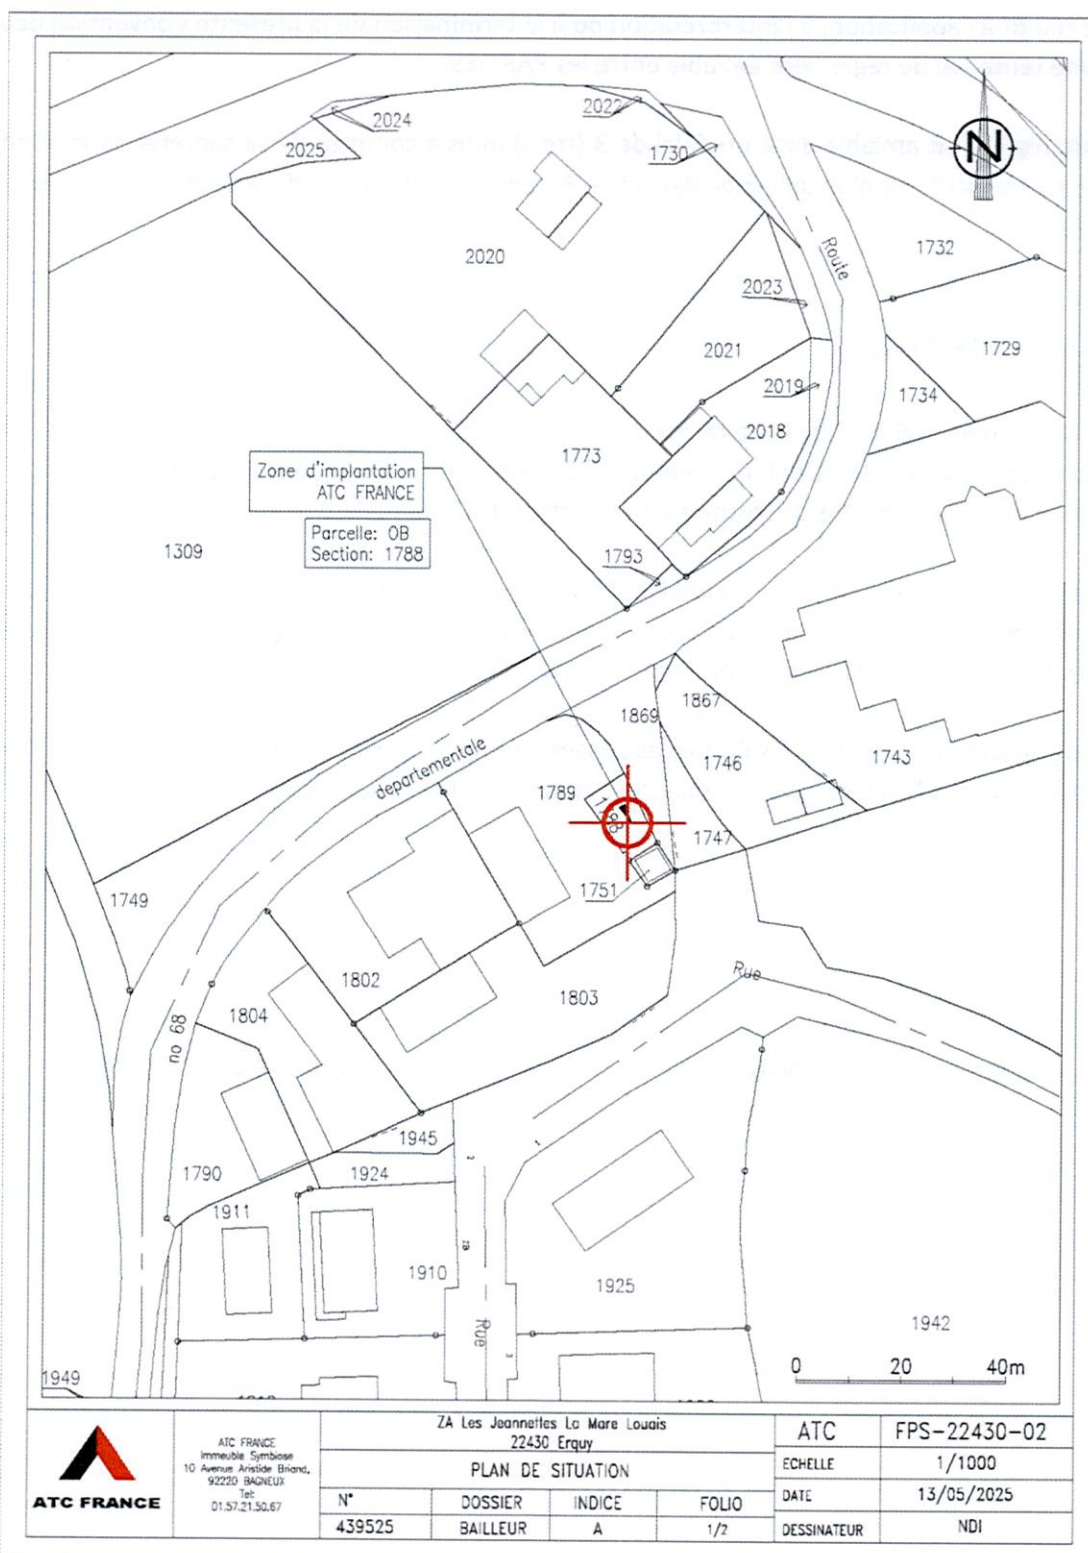 2024
2022
2025
1730
2020
1732
Route
2023
2021
1729
2019
1734
2018
1773
Zone d'implantation
ATC FRANCE
Parcelle: OB
Section: 1788
1309
1793
1867
1869
1743
1746
departementale
1789
1788
1747
1751
1749
1802
1803
Rue
1804
no 68
1945
1924
1790
1911
1910
1925
Rue
1942
1949
0 20 40m
ATC FRANCE
ATC FRANCE
Immeuble Symbiose
10 Avenue Aristide Briand,
92220 BAGNEUX
Tel:
01.57.21.50.67
ZA Les Jeannettes La Mare Louais
22430 Erquy
PLAN DE SITUATION
N° DOSSIER INDICE FOLIO
439525 BAILLEUR A 1/2
ATC FPS-22430-02
ECHELLE 1/1000
DATE 13/05/2025
DESSINATEUR NDI